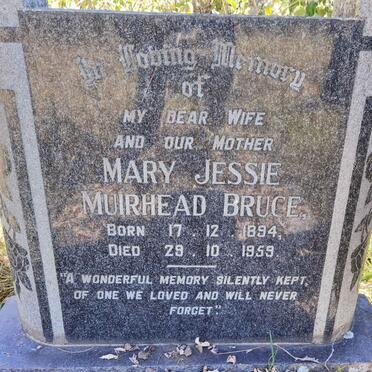 In Loving Memory
of
MY DEAR WIFE
AND OUR MOTHER
MARY JESSIE
MUIRHEAD BRUCE,
BORN 17 . 12 . 1894,
DIED 29 . 10 . 1959.
"A WONDERFUL MEMORY SILENTLY KEPT,
OF ONE WE LOVED AND WILL NEVER
FORGET".